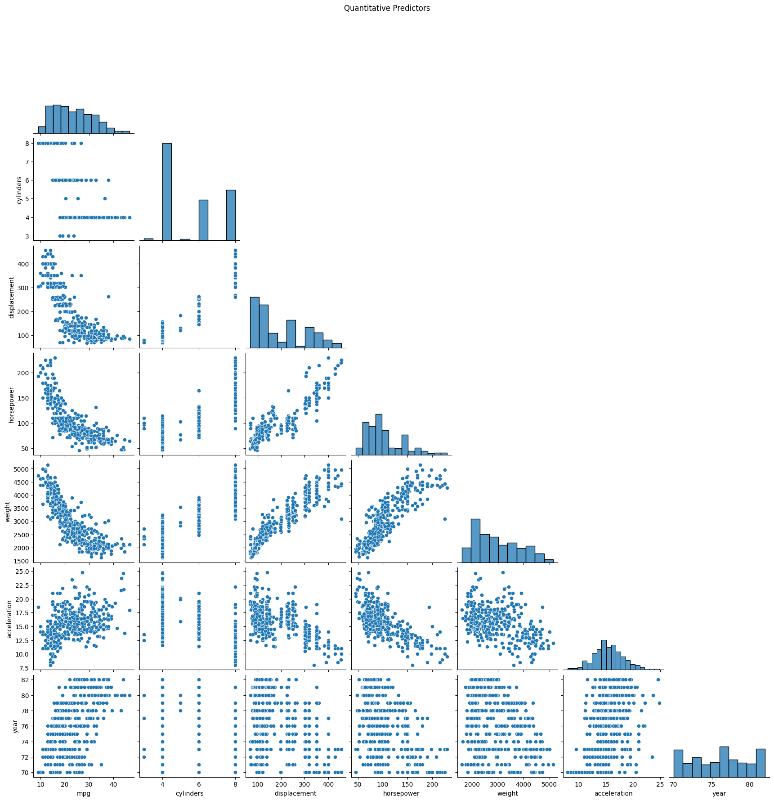 Quantitative Predictors
8
7
6
5
4
3
cylinders
400
300
200
100
displacement
200
150
100
50
horsepower
5000
4500
4000
3500
3000
2500
2000
1500
weight
25.0
22.5
20.0
17.5
15.0
12.5
10.0
7.5
acceleration
82
80
78
76
74
72
70
year
10 20 30 40
mpg
4 6 8
cylinders
100 200 300 400
displacement
50 100 150 200
horsepower
2000 3000 4000 5000
weight
10 15 20 25
acceleration
70 75 80
year